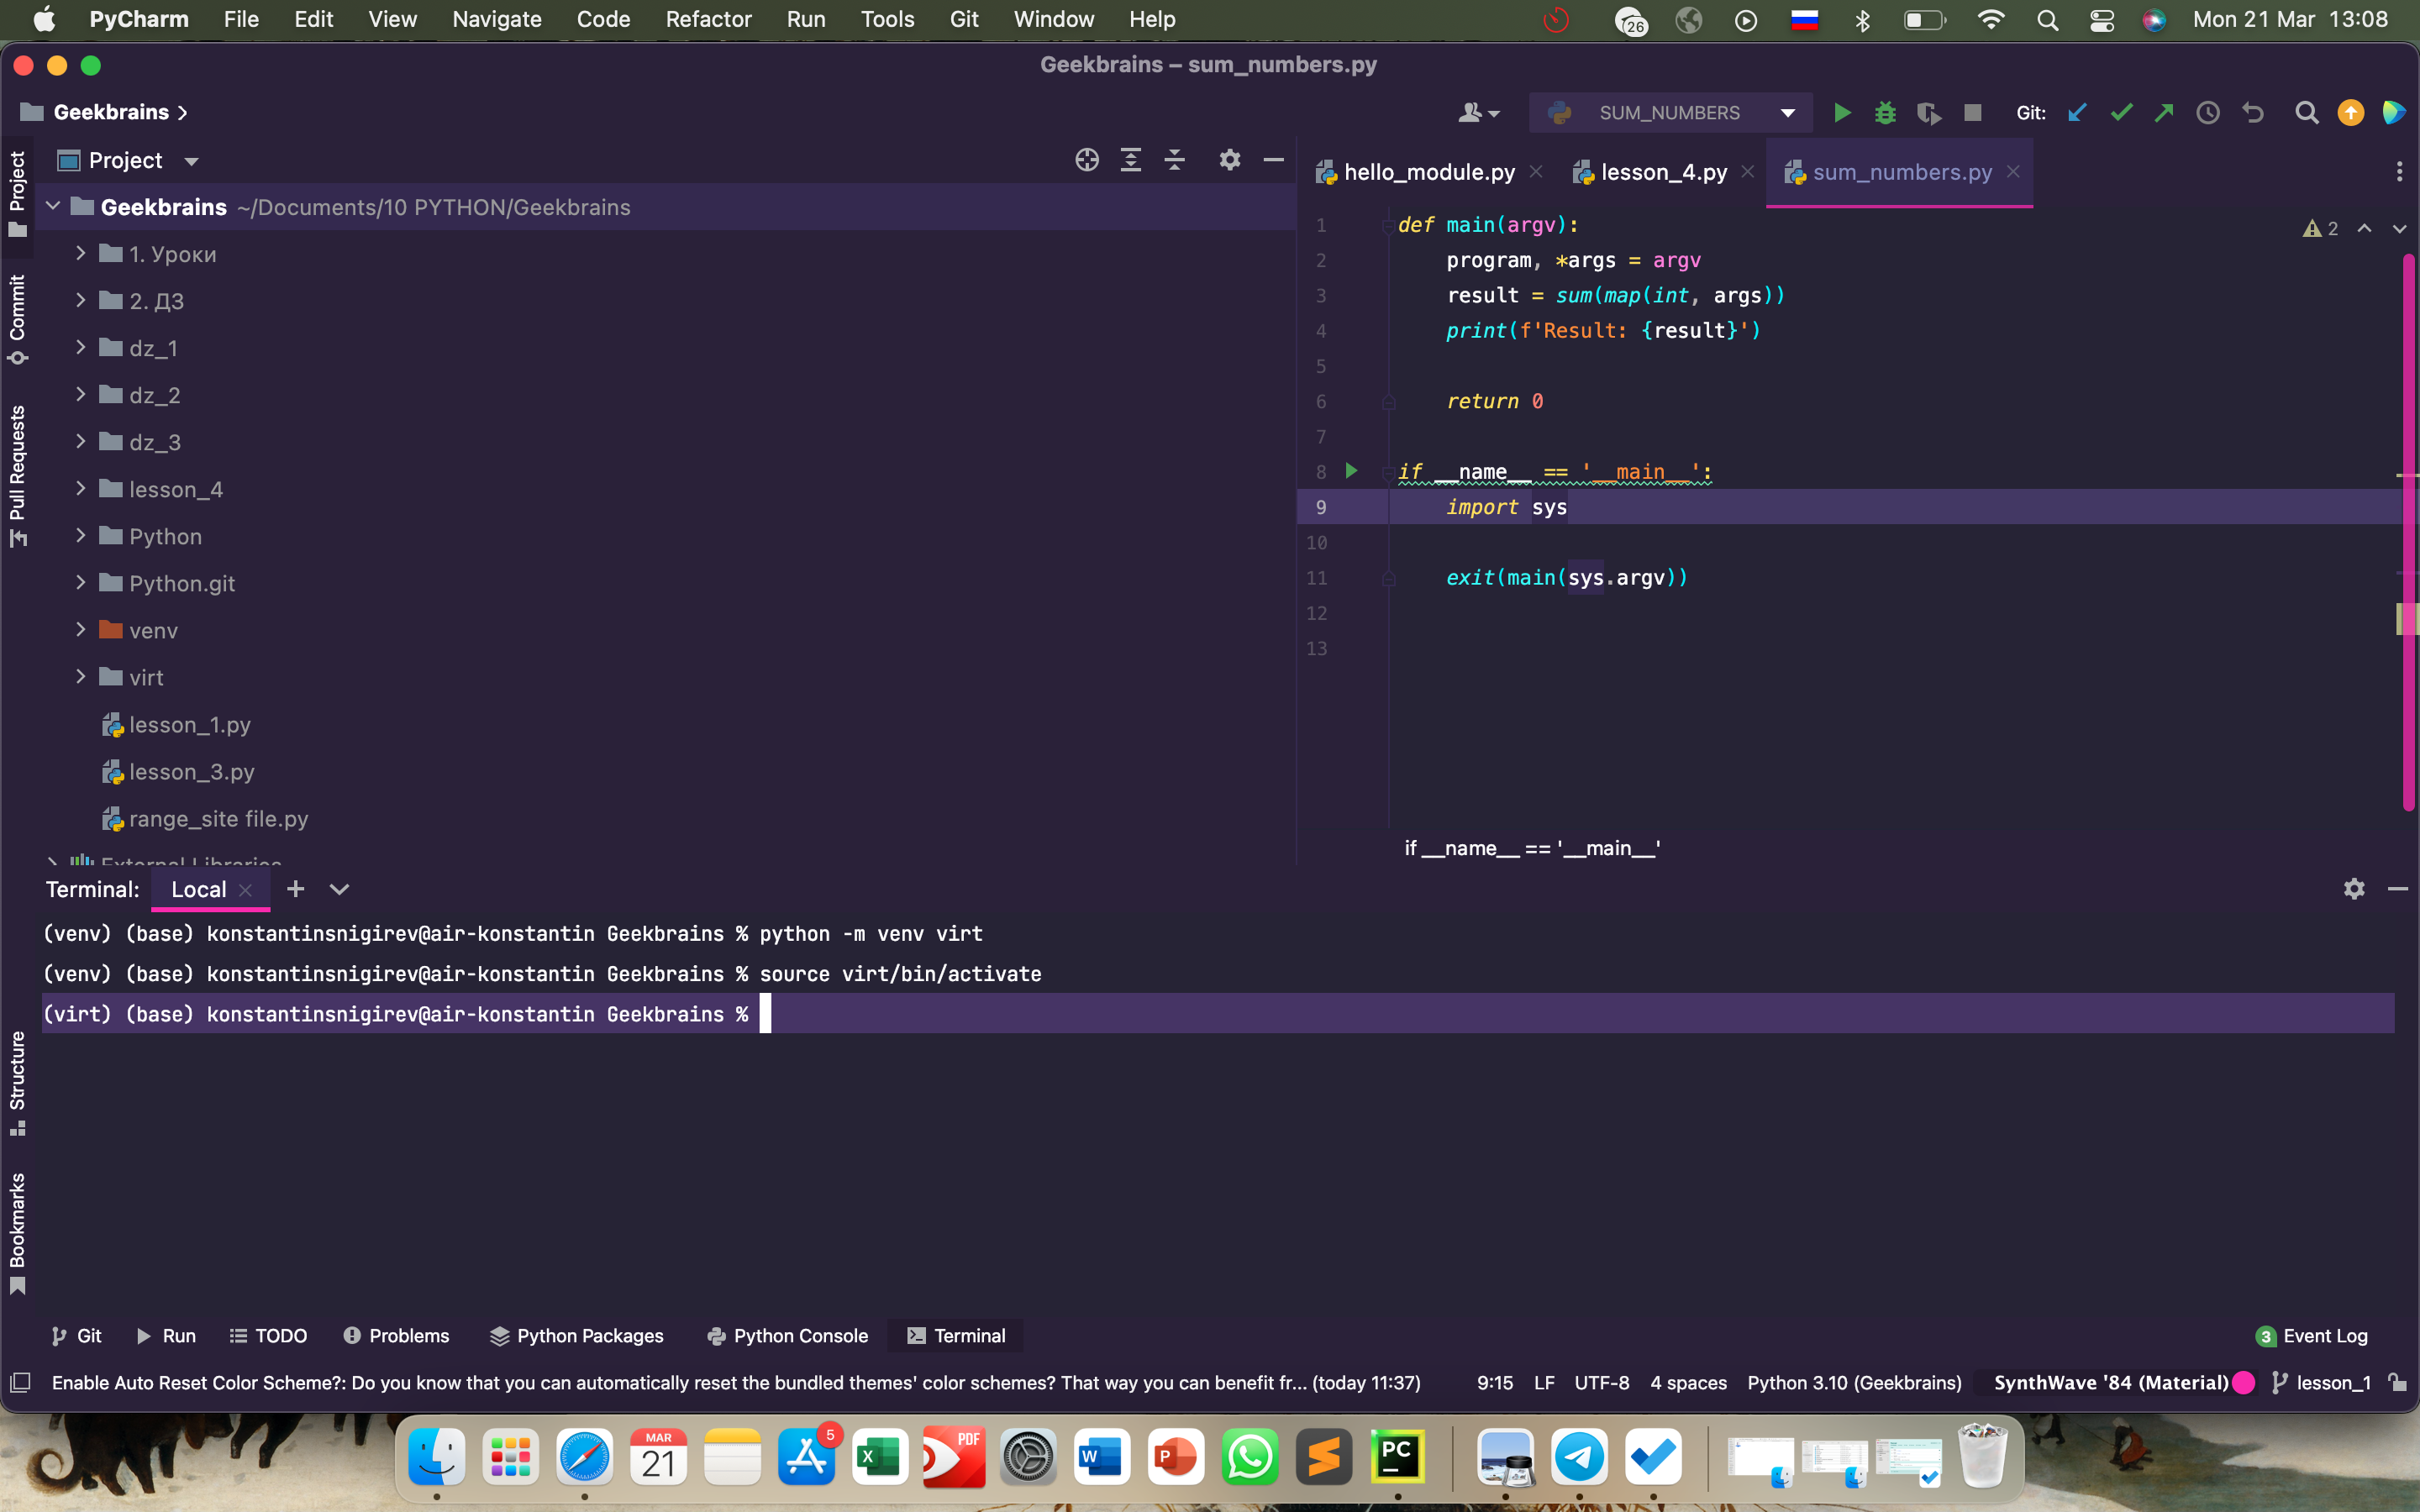 PyCharm File Edit View Navigate Code Refactor Run Tools Git Window Help 26 Mon 21 Mar 13:08
Geekbrains – sum_numbers.py
Geekbrains
SUM_NUMBERS Git:
Project
Geekbrains ~/Documents/10 PYTHON/Geekbrains
1. Уроки
2. ДЗ
dz_1
dz_2
dz_3
lesson_4
Python
Python.git
venv
virt
lesson_1.py
lesson_3.py
range_site file.py
External Libraries
Project
Commit
Pull Requests
Structure
Bookmarks
hello_module.py lesson_4.py sum_numbers.py
2
1 def main(argv):
2 program, *args = argv
3 result = sum(map(int, args))
4 print(f'Result: {result}')
5
6 return 0
7
8 if __name__ == '__main__':
9 import sys
10
11 exit(main(sys.argv))
12
13
if __name__ == '__main__'
Terminal: Local
(venv) (base) konstantinsnigirev@air-konstantin Geekbrains % python -m venv virt
(venv) (base) konstantinsnigirev@air-konstantin Geekbrains % source virt/bin/activate
(virt) (base) konstantinsnigirev@air-konstantin Geekbrains %
Git Run TODO Problems Python Packages Python Console Terminal 3 Event Log
Enable Auto Reset Color Scheme?: Do you know that you can automatically reset the bundled themes' color schemes? That way you can benefit fr... (today 11:37) 9:15 LF UTF-8 4 spaces Python 3.10 (Geekbrains) SynthWave '84 (Material) lesson_1
MAR
21
5
X
PDF
W
P
PC